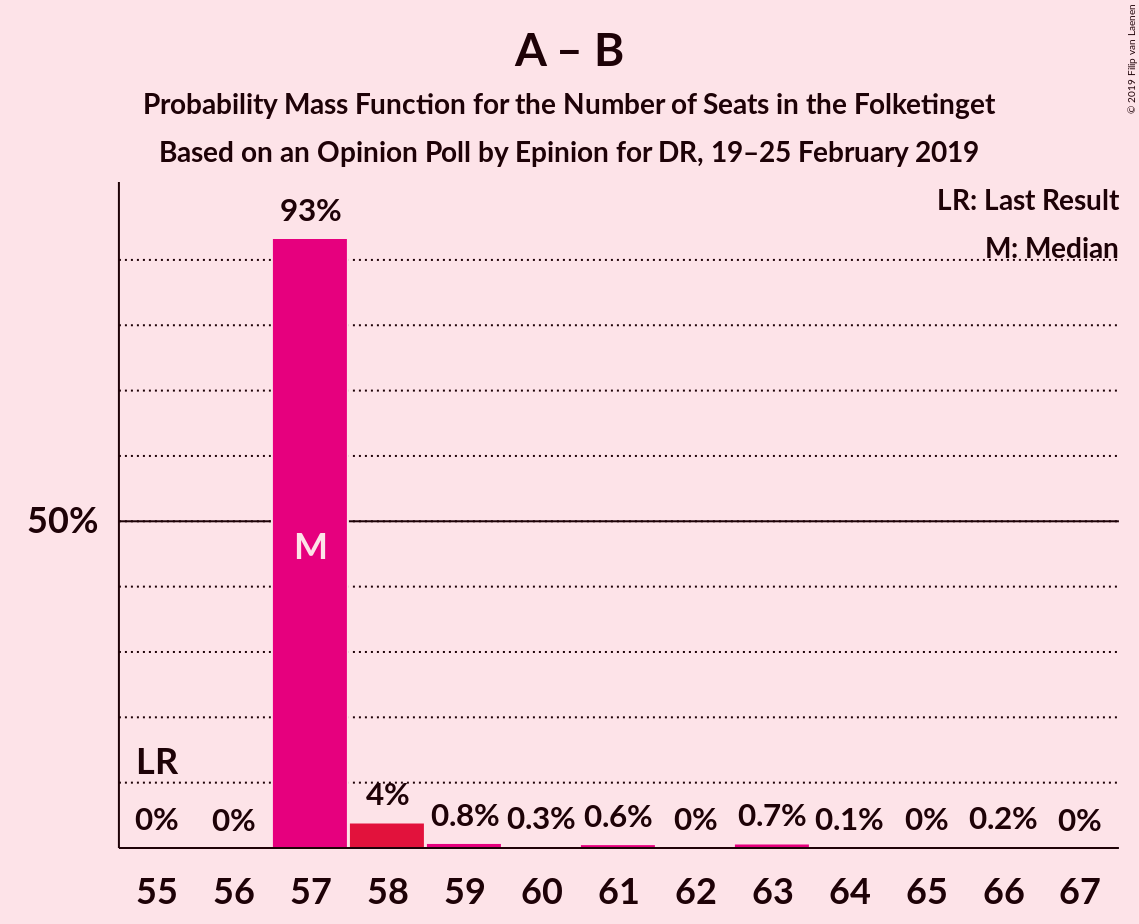 A – B
Probability Mass Function for the Number of Seats in the Folketinget
Based on an Opinion Poll by Epinion for DR, 19–25 February 2019
© 2019 Filip van Laenen
LR: Last Result
M: Median
93%
50%
M
LR
0% 0% 4% 0.8% 0.3% 0.6% 0% 0.7% 0.1% 0% 0.2% 0%
55 56 57 58 59 60 61 62 63 64 65 66 67